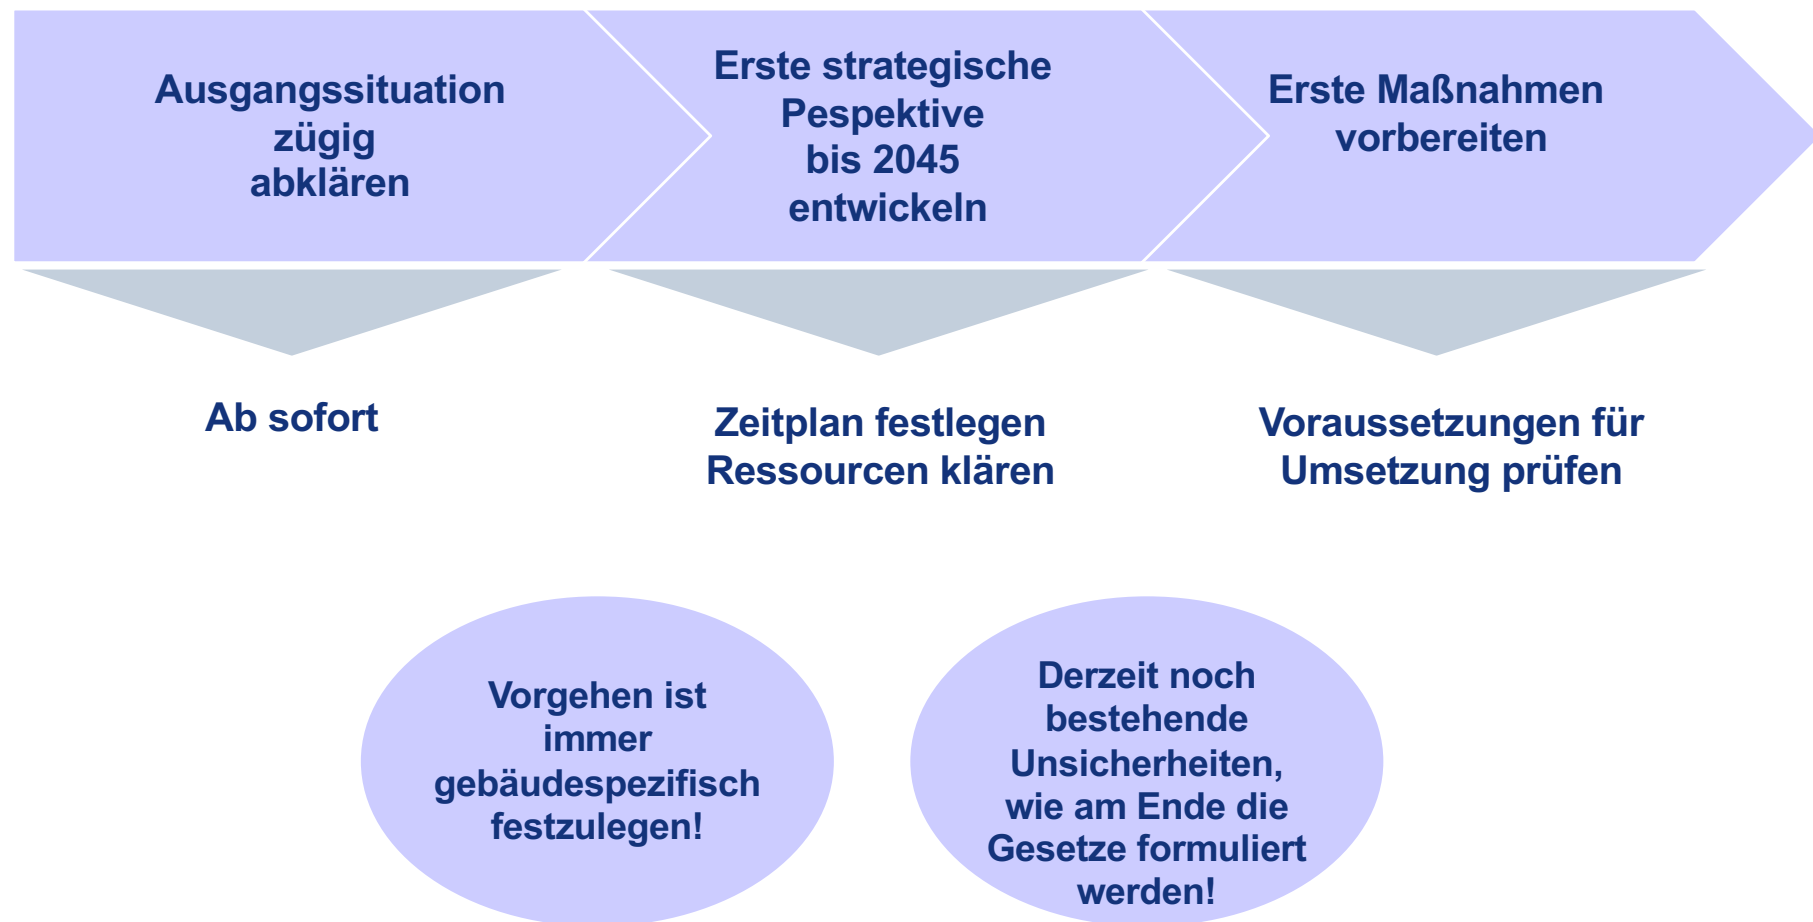 Ausgangssituation
zügig
abklären
Erste strategische
Pespektive
bis 2045
entwickeln
Erste Maßnahmen
vorbereiten
Ab sofort
Zeitplan festlegen
Ressourcen klären
Voraussetzungen für
Umsetzung prüfen
Vorgehen ist
immer
gebäudespezifisch
festzulegen!
Derzeit noch
bestehende
Unsicherheiten,
wie am Ende die
Gesetze formuliert
werden!